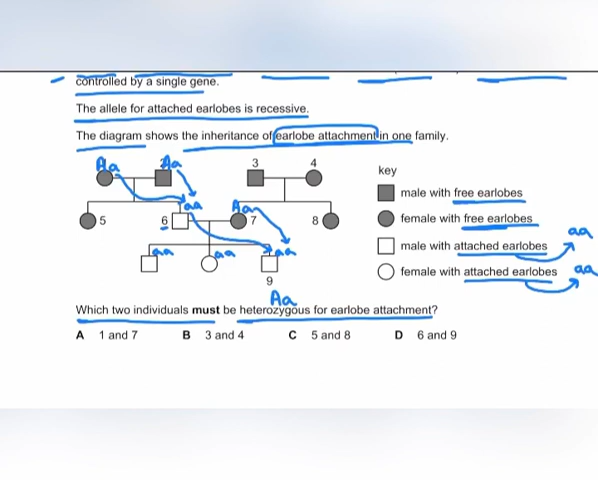 controlled by a single gene.
The allele for attached earlobes is recessive.
The diagram shows the inheritance of earlobe attachment in one family.
Aa Aa 3 4
key
male with free earlobes
aa Aa
5 6 7 8
female with free earlobes
aa
male with attached earlobes
aa aa aa
female with attached earlobes aa
9
Aa
Which two individuals must be heterozygous for earlobe attachment?
A 1 and 7 B 3 and 4 C 5 and 8 D 6 and 9